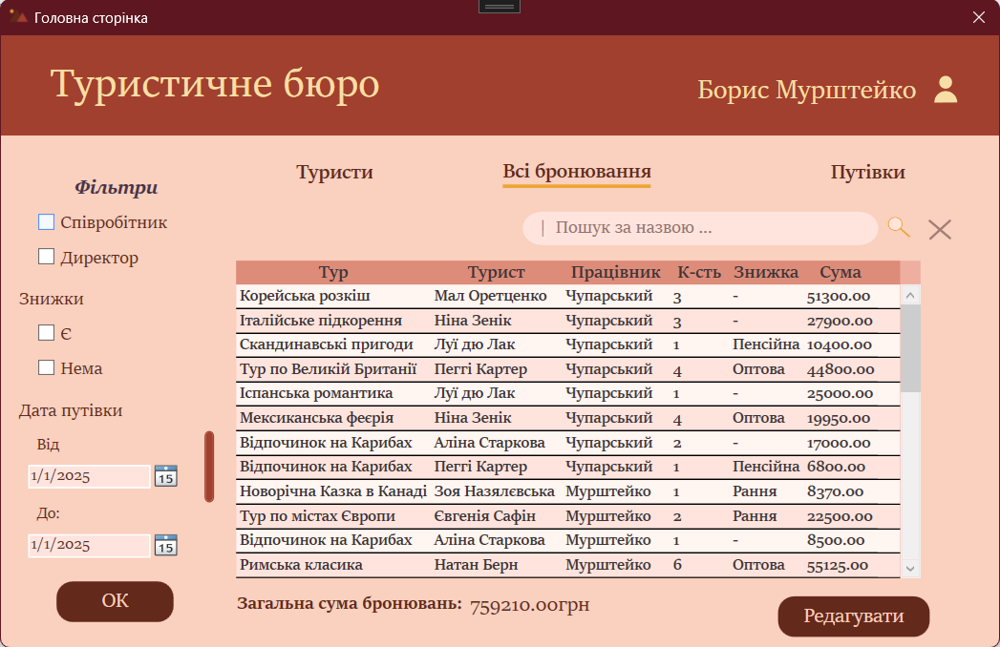 Головна сторінка
Туристичне бюро
Борис Мурштейко
Туристи Всі бронювання Путівки
Фільтри
Співробітник
Директор
Знижки
Є
Нема
Дата путівки
Від
1/1/2025 15
До:
1/1/2025 15
ОК
Пошук за назвою ...
Тур Турист Працівник К-сть Знижка Сума
Корейська розкіш Мал Оретценко Чупарський 3 - 51300.00
Італійське підкорення Ніна Зенік Чупарський 3 - 27900.00
Скандинавські пригоди Луї дю Лак Чупарський 1 Пенсійна 10400.00
Тур по Великій Британії Пеггі Картер Чупарський 4 Оптова 44800.00
Іспанська романтика Луї дю Лак Чупарський 1 - 25000.00
Мексиканська феєрія Ніна Зенік Чупарський 4 Оптова 19950.00
Відпочинок на Карибах Аліна Старкова Чупарський 2 - 17000.00
Відпочинок на Карибах Пеггі Картер Чупарський 1 Пенсійна 6800.00
Новорічна Казка в Канаді Зоя Назялєвська Мурштейко 1 Рання 8370.00
Тур по містах Європи Євгенія Сафін Мурштейко 2 Рання 22500.00
Відпочинок на Карибах Аліна Старкова Мурштейко 1 - 8500.00
Римська класика Натан Берн Мурштейко 6 Оптова 55125.00
Загальна сума бронювань: 759210.00грн
Редагувати